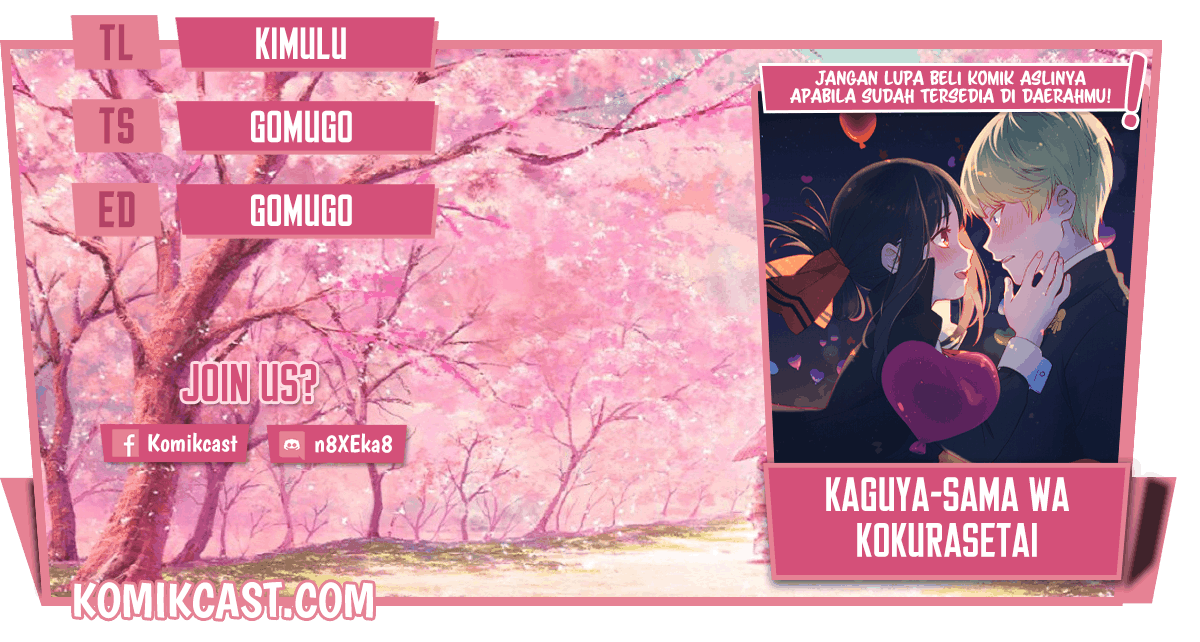 TL KIMULU
TS GOMUGO
ED GOMUGO
JOIN US?
Komikcast n8XEka8
KOMIKCAST.COM
JANGAN LUPA BELI KOMIK ASLINYA
APABILA SUDAH TERSEDIA DI DAERAHMU!
KAGUYA-SAMA WA
KOKURASETAI